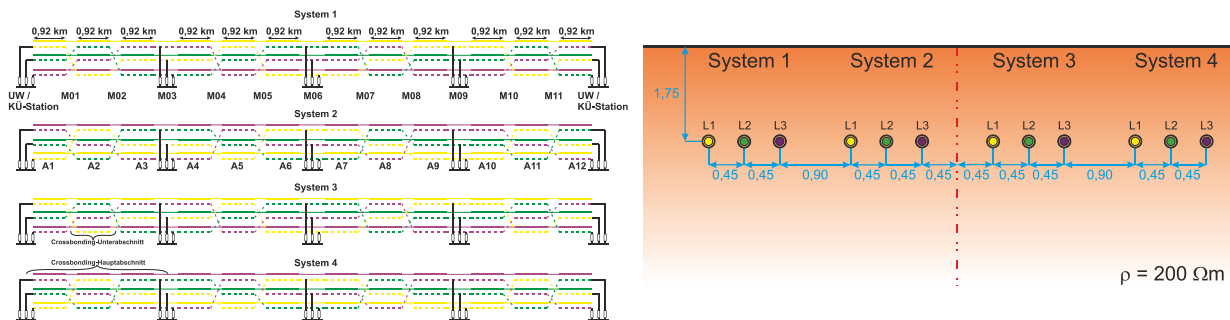 System 1
0,92 km 0,92 km 0,92 km 0,92 km 0,92 km 0,92 km 0,92 km 0,92 km 0,92 km 0,92 km 0,92 km 0,92 km
UW / KÜ-Station
M01 M02 M03 M04 M05 M06 M07 M08 M09 M10 M11
UW / KÜ-Station
System 2
A1 A2 A3 A4 A5 A6 A7 A8 A9 A10 A11 A12
System 3
Crossbonding-Unterabschnitt
Crossbonding-Hauptabschnitt
System 4
System 1 System 2 System 3 System 4
1,75
L1 L2 L3 L1 L2 L3 L1 L2 L3 L1 L2 L3
0,45 0,45 0,90 0,45 0,45 0,45 0,45 0,45 0,45 0,90 0,45 0,45
ρ = 200 Ωm